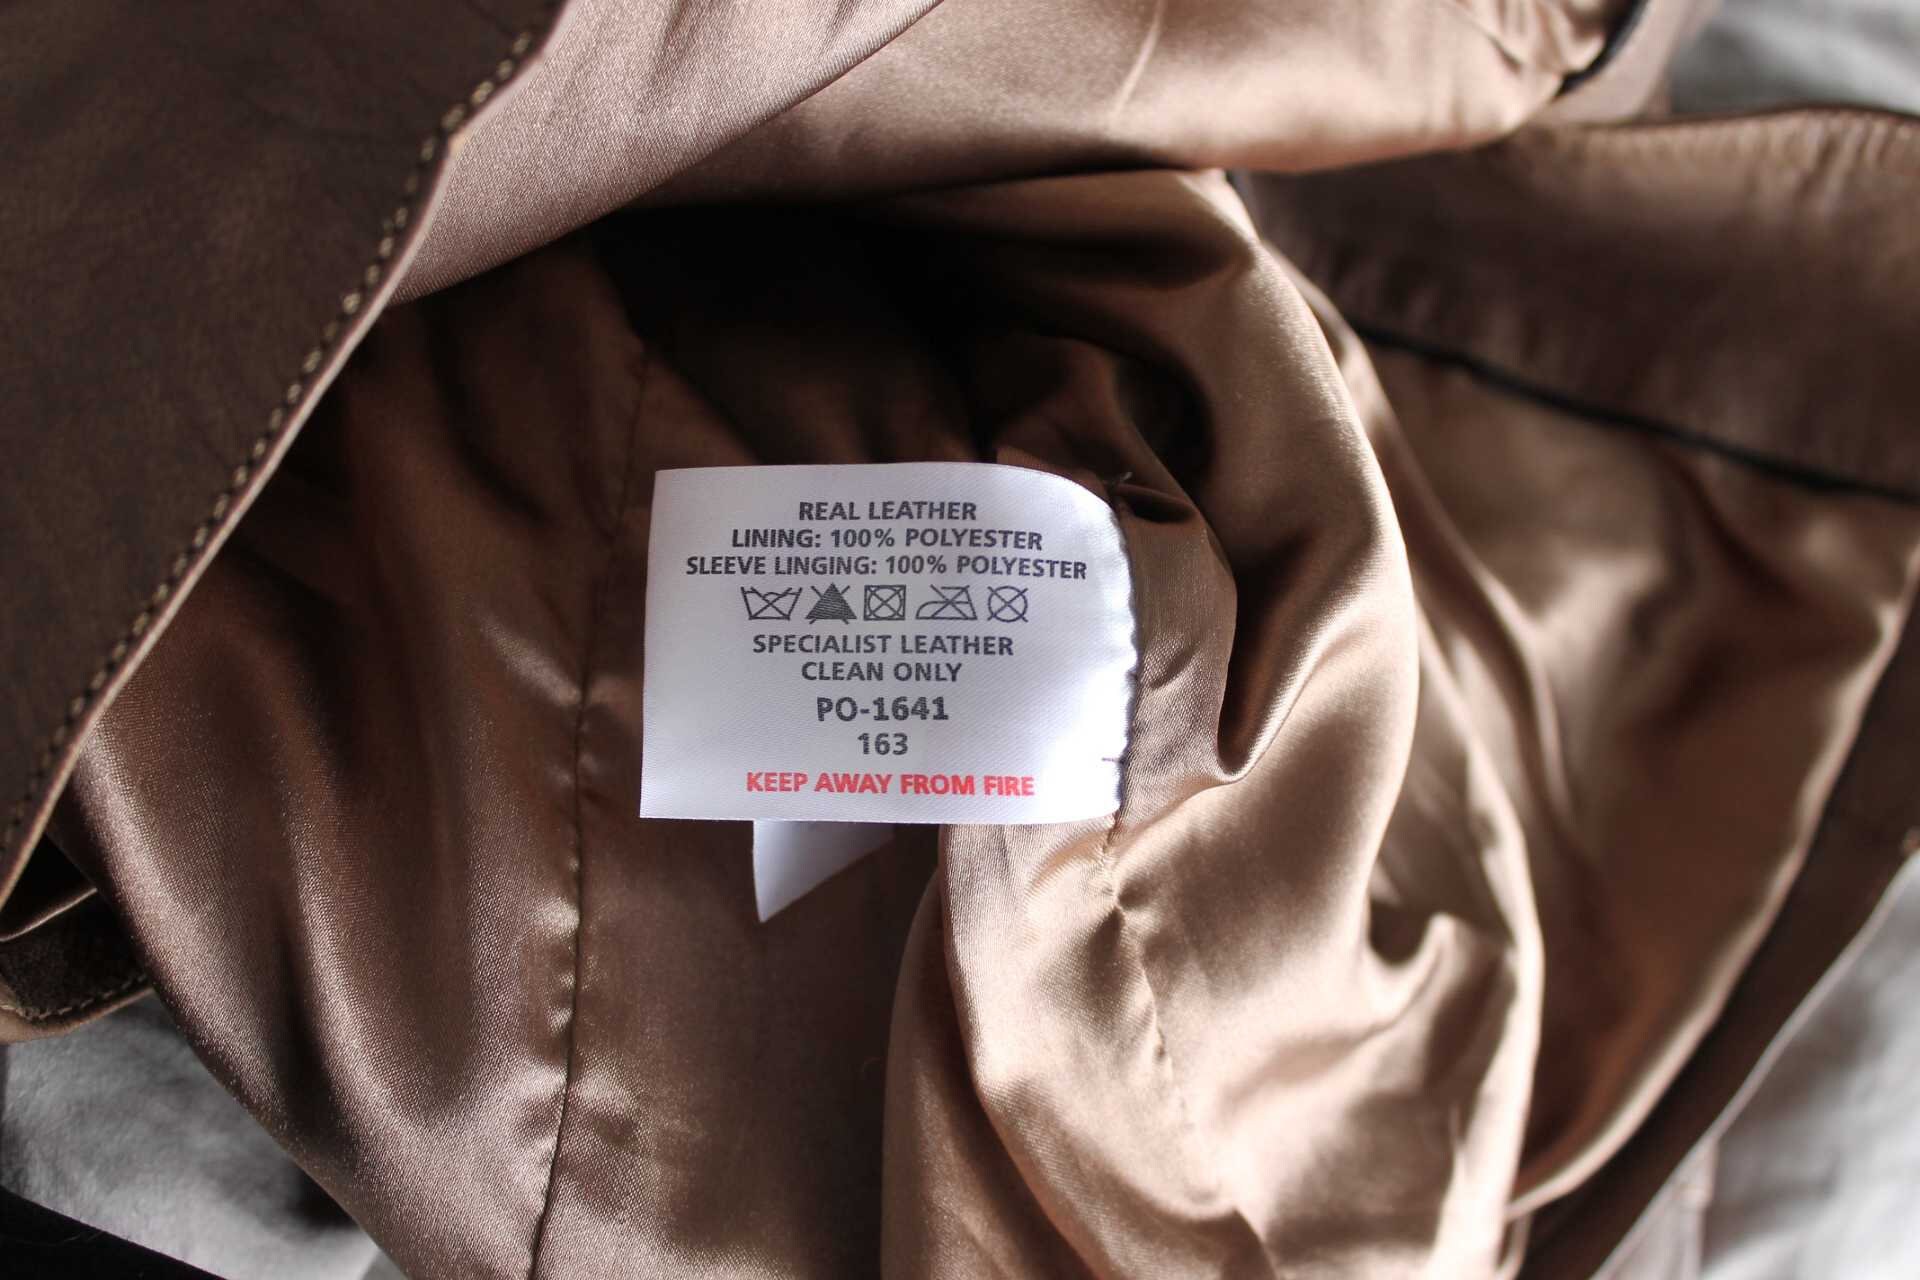 REAL LEATHER
LINING: 100% POLYESTER
SLEEVE LINGING: 100% POLYESTER
SPECIALIST LEATHER
CLEAN ONLY
PO-1641
163
KEEP AWAY FROM FIRE